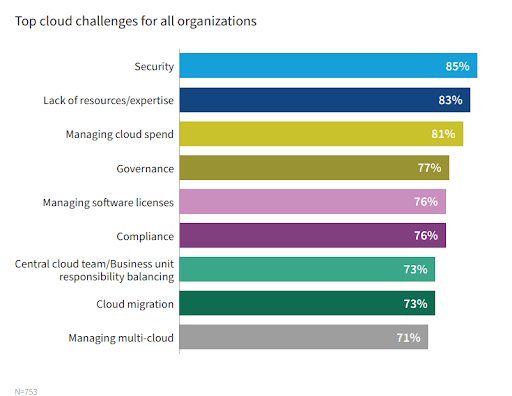 Top cloud challenges for all organizations
Security 85%
Lack of resources/expertise 83%
Managing cloud spend 81%
Governance 77%
Managing software licenses 76%
Compliance 76%
Central cloud team/Business unit
responsibility balancing 73%
Cloud migration 73%
Managing multi-cloud 71%
N=753